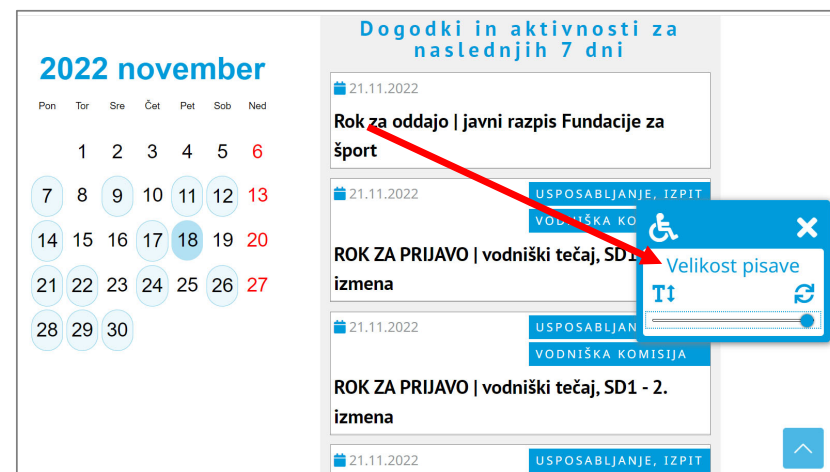 2022 november
Pon Tor Sre Čet Pet Sob Ned
1 2 3 4 5 6
7 8 9 10 11 12 13
14 15 16 17 18 19 20
21 22 23 24 25 26 27
28 29 30
Dogodki in aktivnosti za
naslednjih 7 dni
21.11.2022
Rok za oddajo | javni razpis Fundacije za
šport
21.11.2022
USPOSABLJANJE, IZPIT
VODNIŠKA KO
ROK ZA PRIJAVO | vodniški tečaj, SD1
izmena
21.11.2022
USPOSABLJAN
VODNIŠKA KOMISIJA
ROK ZA PRIJAVO | vodniški tečaj, SD1 - 2.
izmena
21.11.2022
USPOSABLJANJE, IZPIT
Velikost pisave